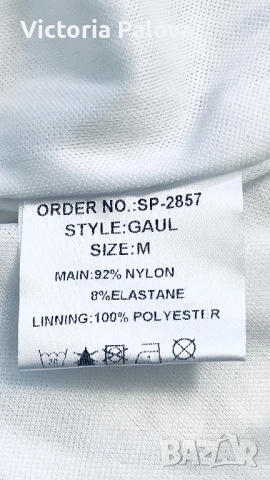 Victoria Palova
ORDER NO.:SP-2857
STYLE:GAUL
SIZE:M
MAIN:92% NYLON
8%ELASTANE
LINNING:100% POLYESTER
BAZAR